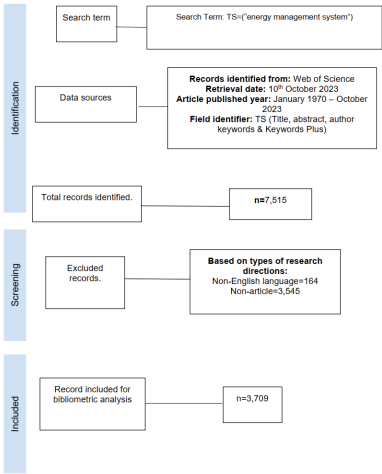 Identification
Search term
Search Term: TS=("energy management system")
Data sources
Records identified from: Web of Science
Retrieval date: 10th October 2023
Article published year: January 1970 – October
2023
Field identifier: TS (Title, abstract, author
keywords & Keywords Plus)
Total records identified.
n=7,515
Screening
Excluded
records.
Based on types of research
directions:
Non-English language=164
Non-article=3,545
Included
Record included for
bibliometric analysis
n=3,709